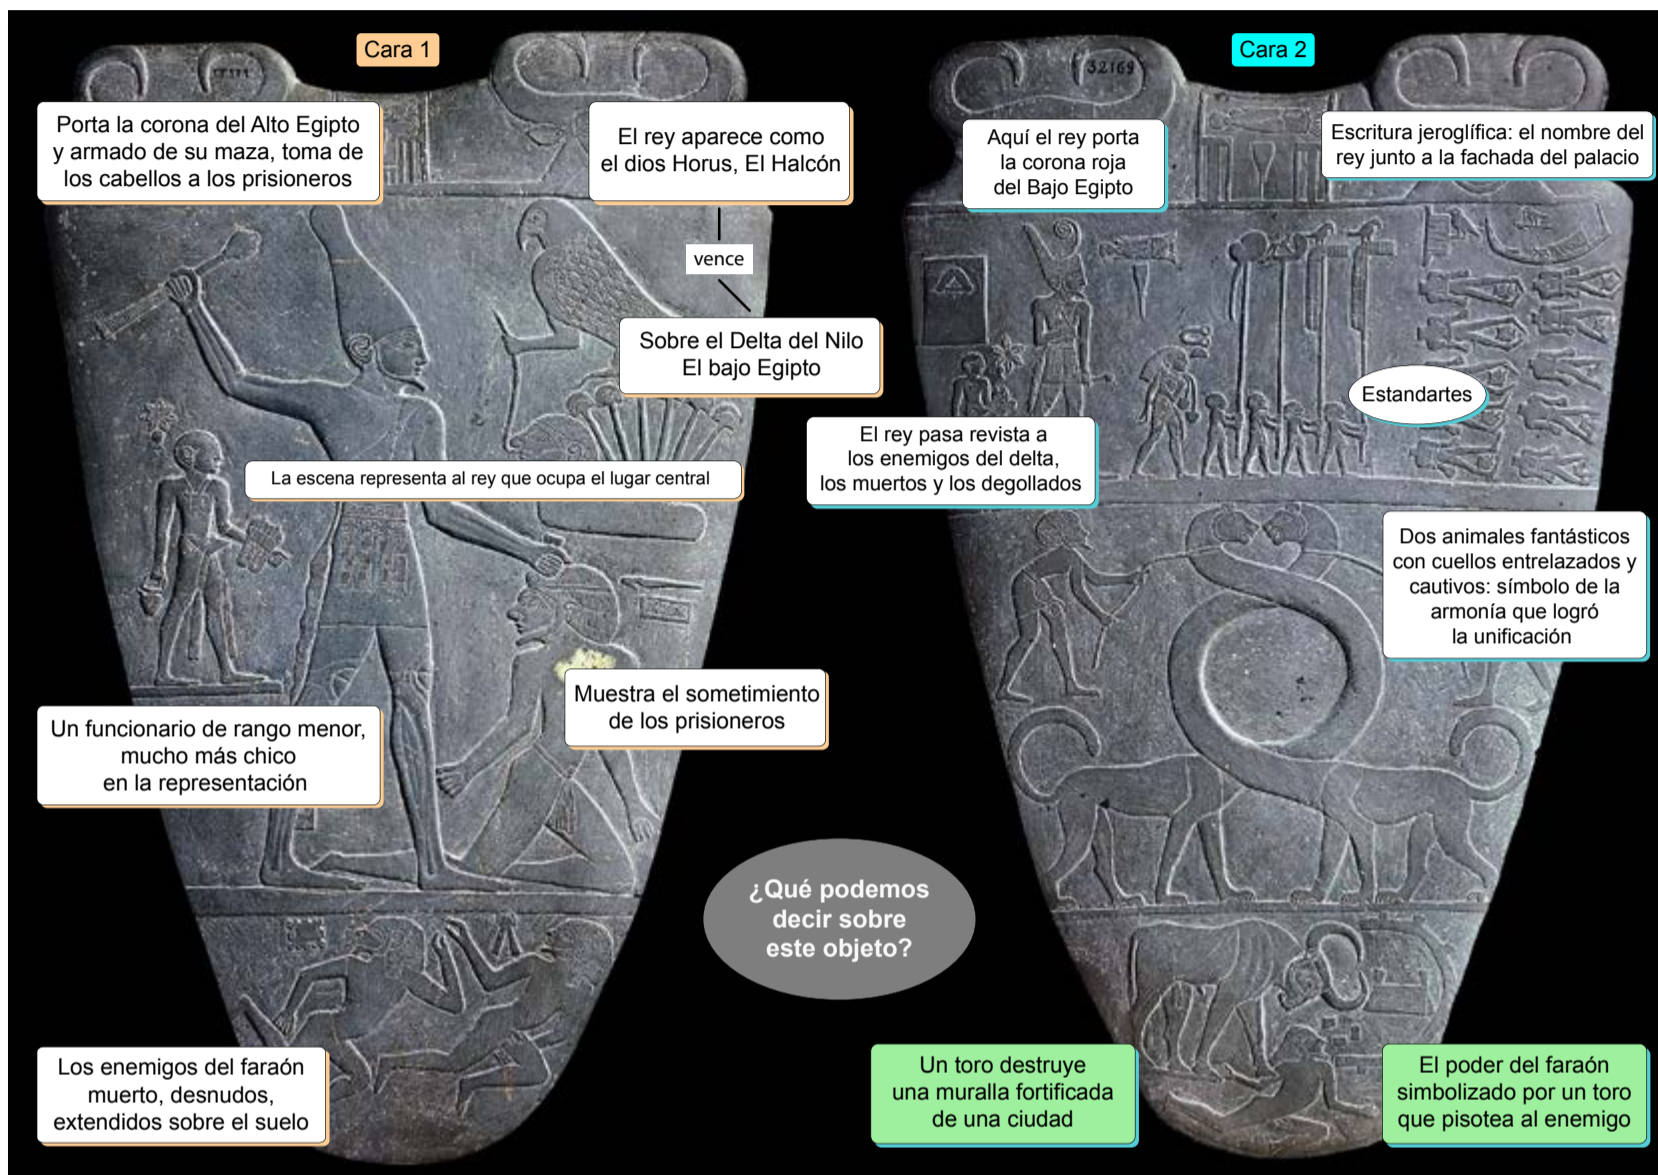 Cara 1
Porta la corona del Alto Egipto
y armado de su maza, toma de
los cabellos a los prisioneros
El rey aparece como
el dios Horus, El Halcón
vence
Sobre el Delta del Nilo
El bajo Egipto
La escena representa al rey que ocupa el lugar central
Muestra el sometimiento
de los prisioneros
Un funcionario de rango menor,
mucho más chico
en la representación
Los enemigos del faraón
muerto, desnudos,
extendidos sobre el suelo
¿Qué podemos
decir sobre
este objeto?
Cara 2
32169
Aquí el rey porta
la corona roja
del Bajo Egipto
Escritura jeroglífica: el nombre del
rey junto a la fachada del palacio
Estandartes
El rey pasa revista a
los enemigos del delta,
los muertos y los degollados
Dos animales fantásticos
con cuellos entrelazados y
cautivos: símbolo de la
armonía que logró
la unificación
Un toro destruye
una muralla fortificada
de una ciudad
El poder del faraón
simbolizado por un toro
que pisotea al enemigo